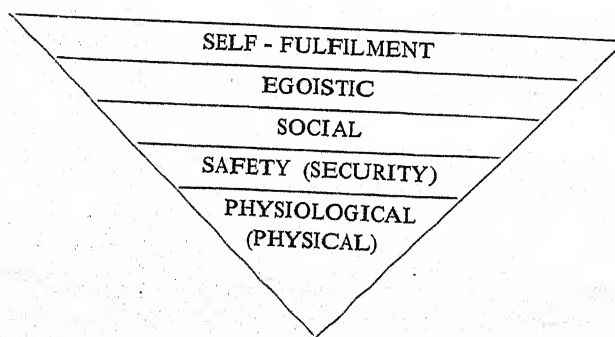 SELF - FULFILMENT
EGOISTIC
SOCIAL
SAFETY (SECURITY)
PHYSIOLOGICAL
(PHYSICAL)